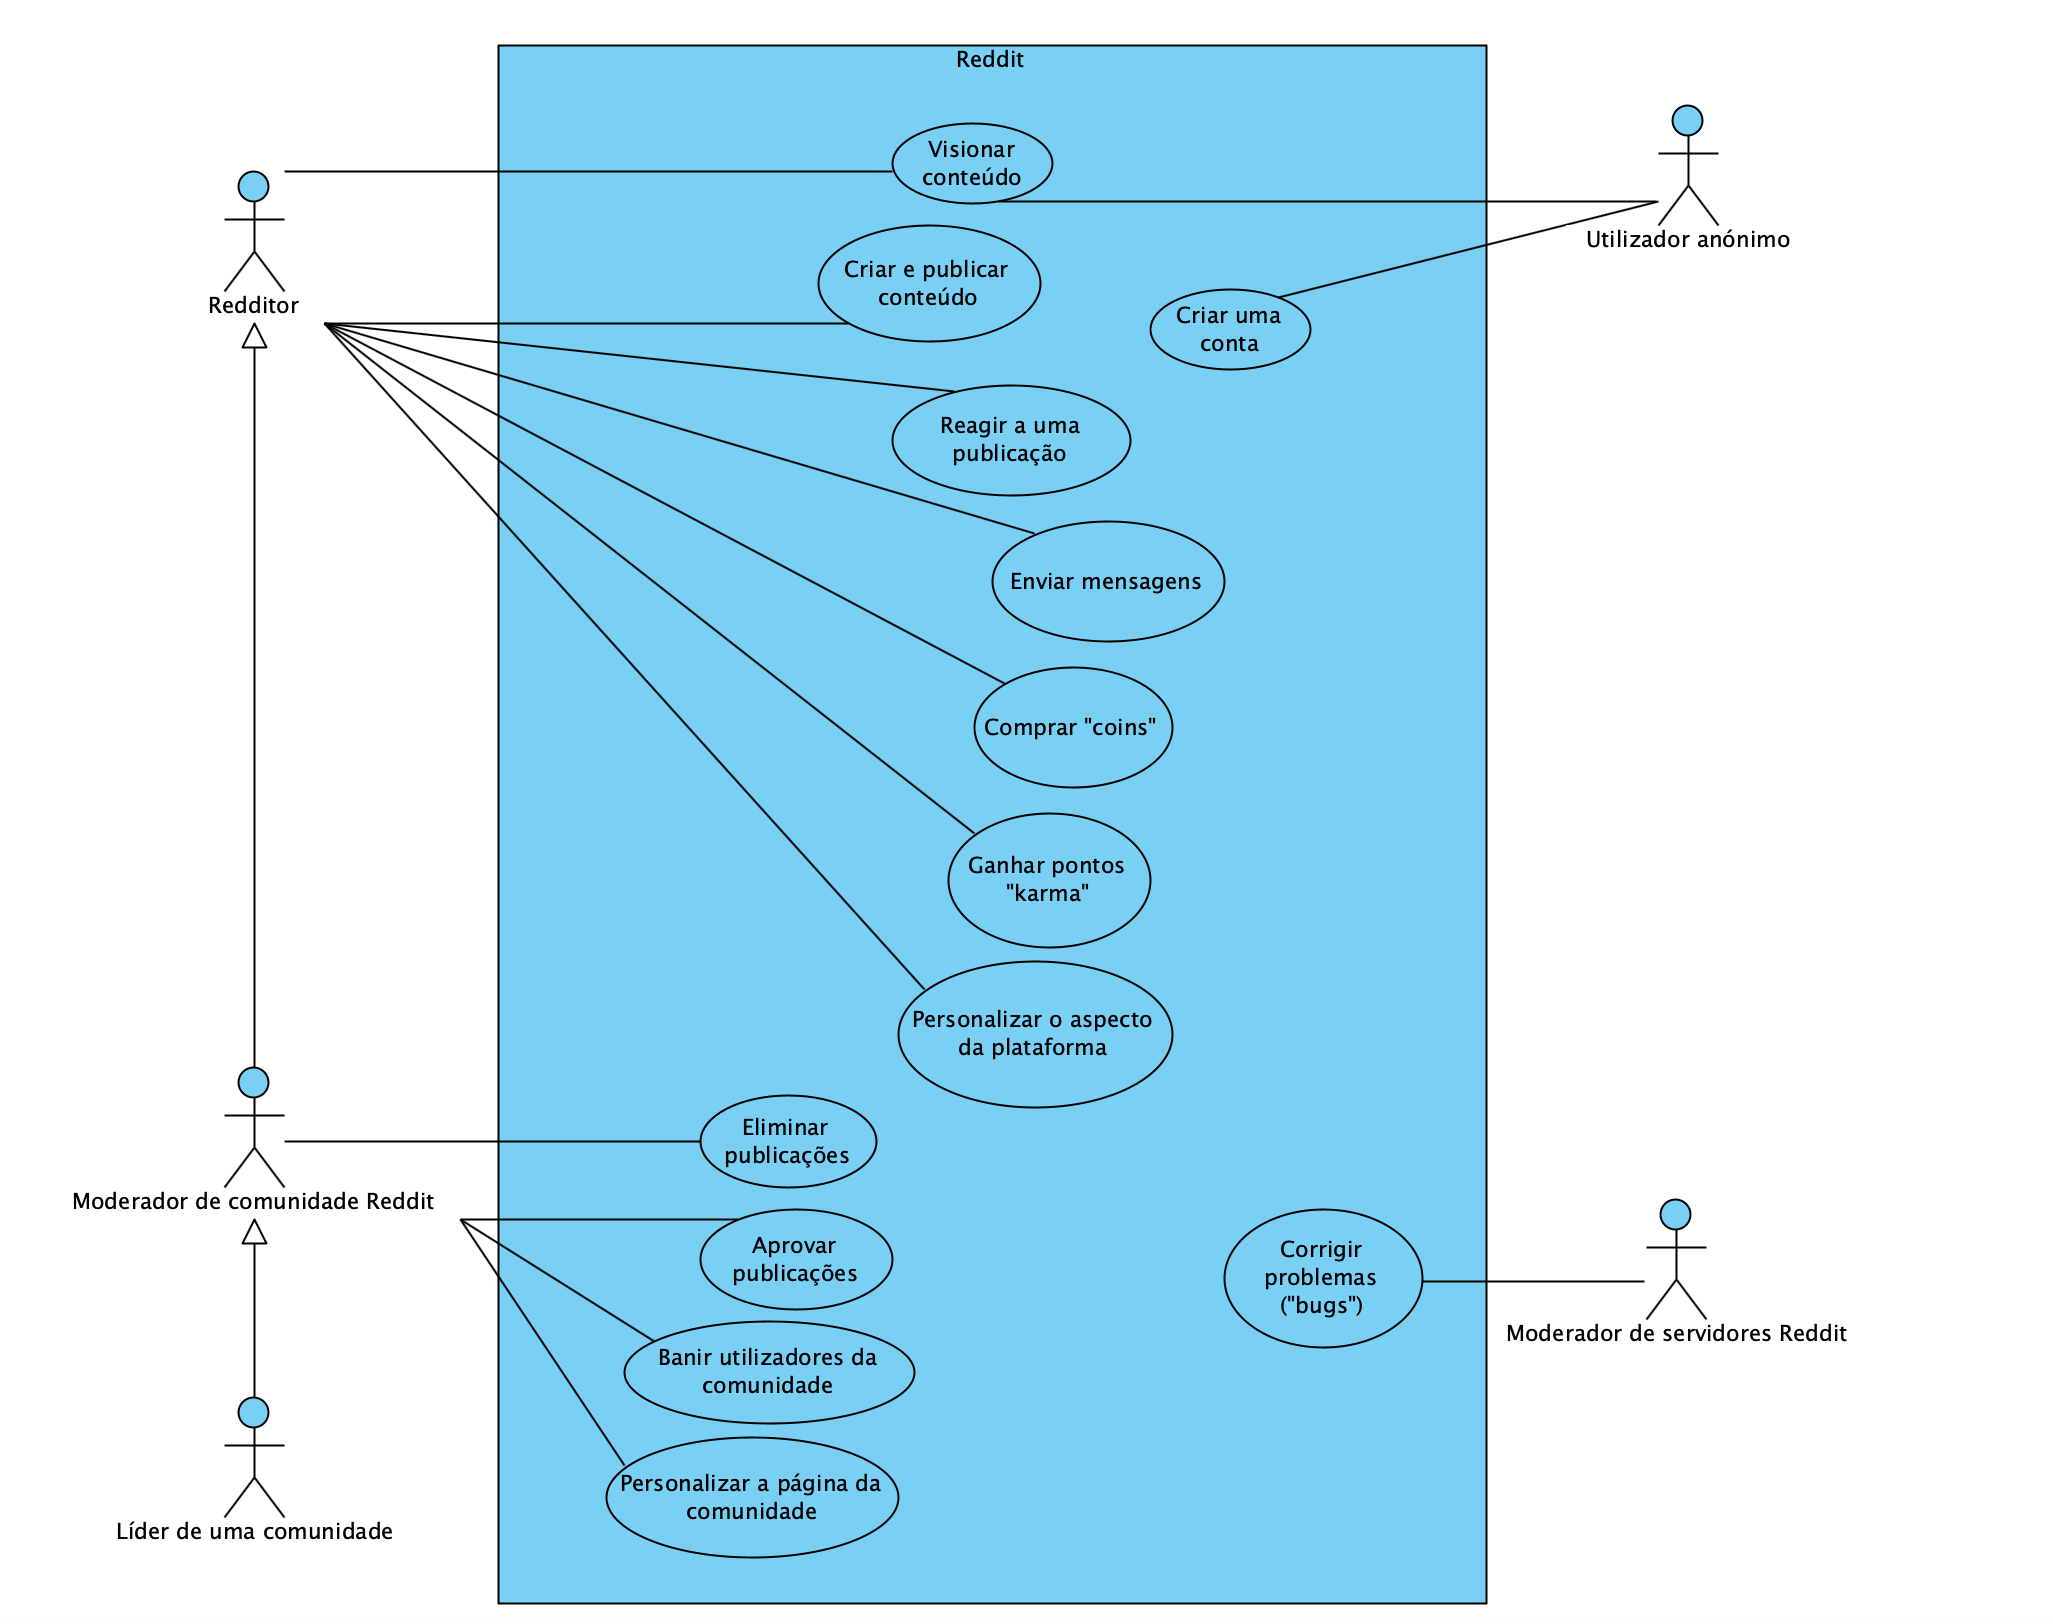 Reddit
Visionar
conteúdo
Redditor
Utilizador anónimo
Criar e publicar
conteúdo
Criar uma
conta
Reagir a uma
publicação
Enviar mensagens
Comprar "coins"
Ganhar pontos
"karma"
Personalizar o aspecto
da plataforma
Eliminar
publicações
Moderador de comunidade Reddit
Aprovar
publicações
Corrigir
problemas
("bugs")
Moderador de servidores Reddit
Banir utilizadores da
comunidade
Personalizar a página da
comunidade
Líder de uma comunidade